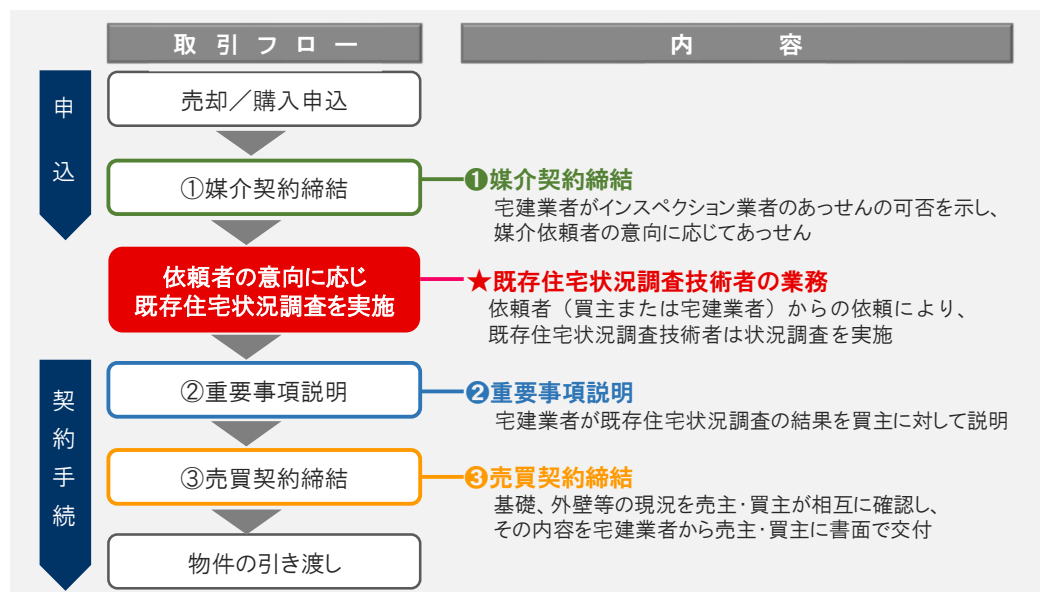 取引フロー
内容
申込
売却／購入申込
①媒介契約締結
❶媒介契約締結
宅建業者がインスペクション業者のあっせんの可否を示し、
媒介依頼者の意向に応じてあっせん
依頼者の意向に応じ
既存住宅状況調査を実施
★既存住宅状況調査技術者の業務
依頼者（買主または宅建業者）からの依頼により、
既存住宅状況調査技術者は状況調査を実施
契約手続
②重要事項説明
❷重要事項説明
宅建業者が既存住宅状況調査の結果を買主に対して説明
③売買契約締結
❸売買契約締結
基礎、外壁等の現況を売主・買主が相互に確認し、
その内容を宅建業者から売主・買主に書面で交付
物件の引き渡し